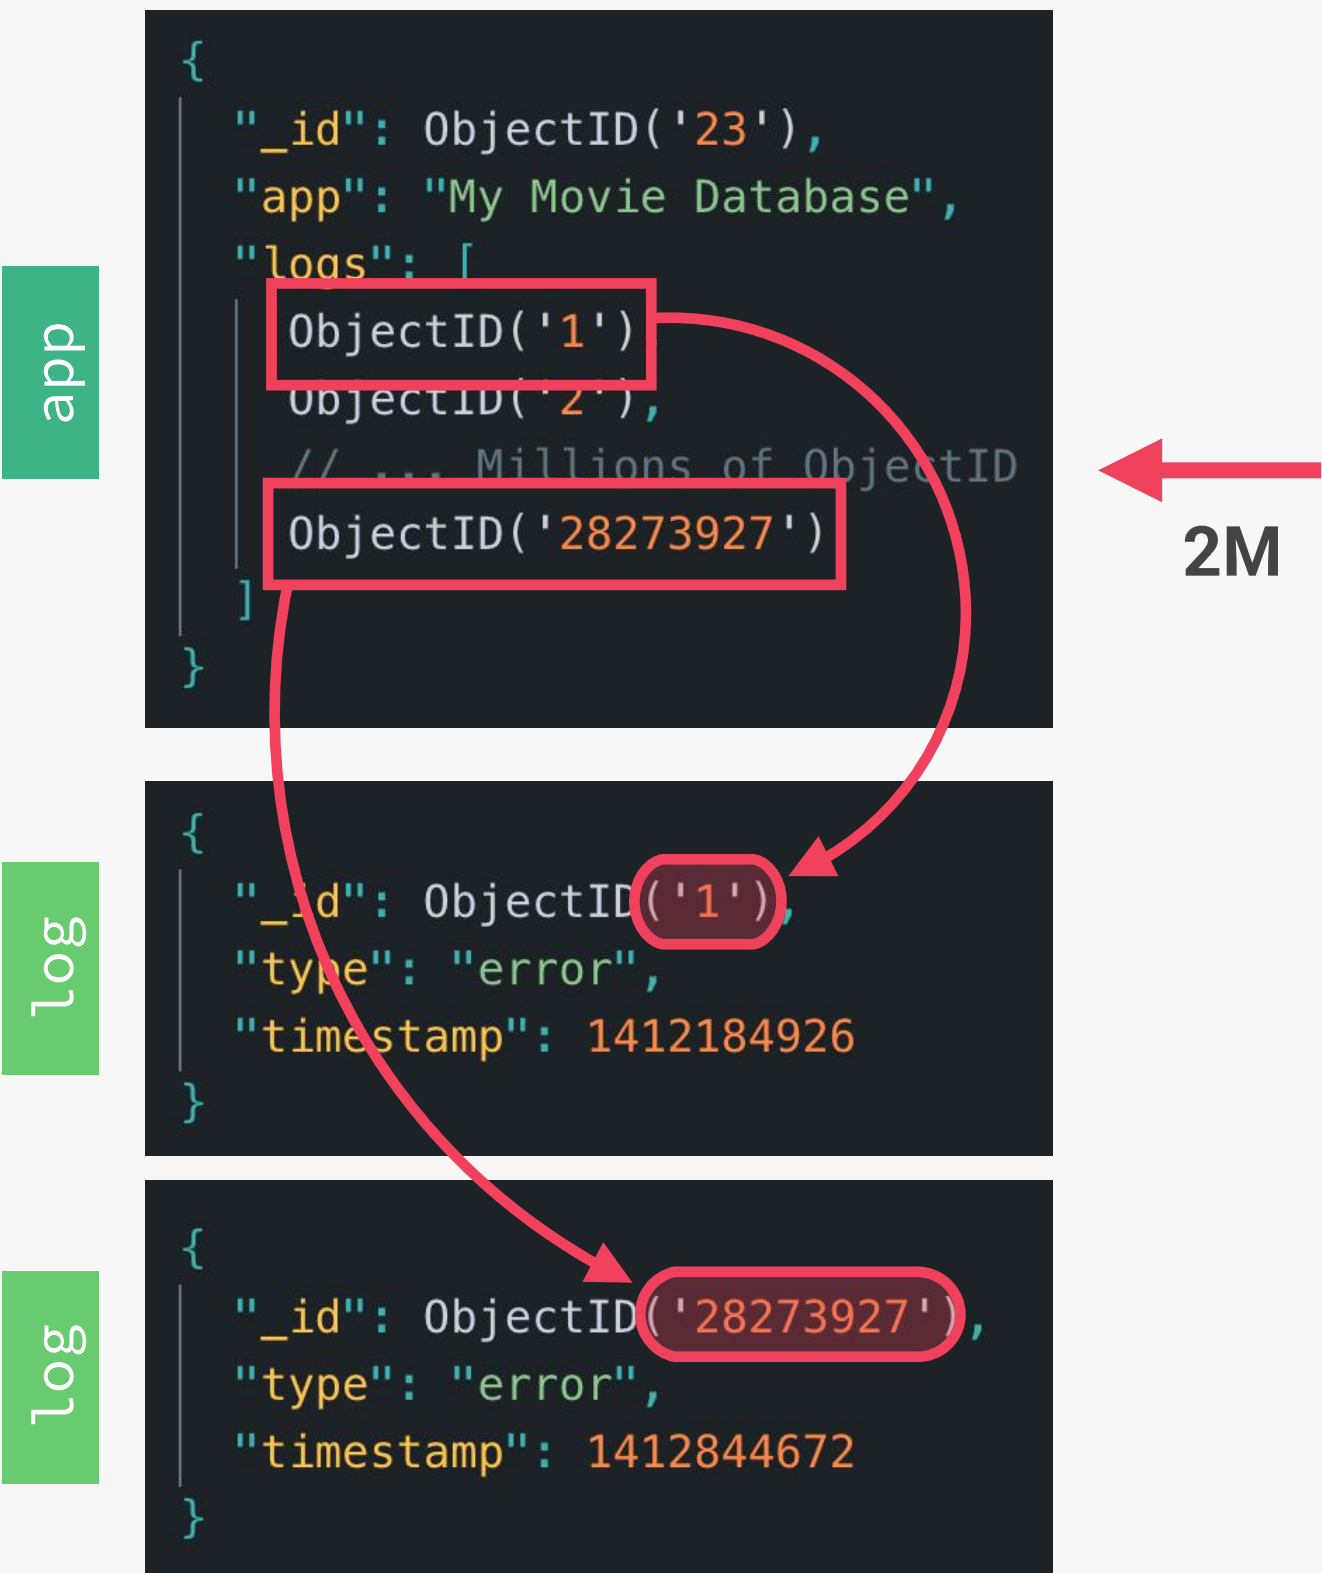 {
"_id": ObjectID('23'),
"app": "My Movie Database",
"logs": [
ObjectID('1')
ObjectID('2'),
// ... Millions of ObjectID
ObjectID('28273927')
]
}
app
2M
{
"_id": ObjectID('1'),
"type": "error",
"timestamp": 1412184926
}
log
{
"_id": ObjectID('28273927'),
"type": "error",
"timestamp": 1412844672
}
log